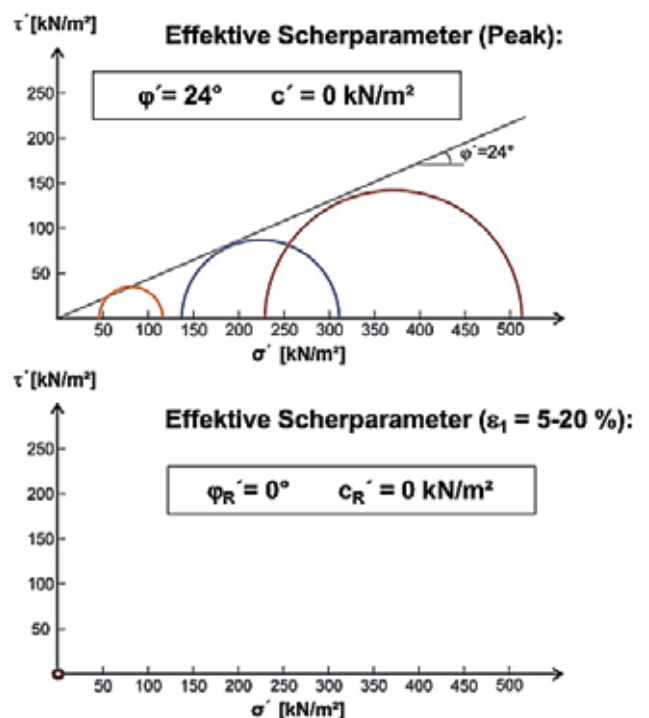 τ´[kN/m²]
Effektive Scherparameter (Peak):
φ´= 24° c´ = 0 kN/m²
250
200
150
100
50
φ´=24°
50 100 150 200 250 300 350 400 450 500
σ´ [kN/m²]
τ´[kN/m²]
Effektive Scherparameter (ε₁ = 5-20 %):
φR´= 0° cR´ = 0 kN/m²
250
200
150
100
50
50 100 150 200 250 300 350 400 450 500
σ´ [kN/m²]